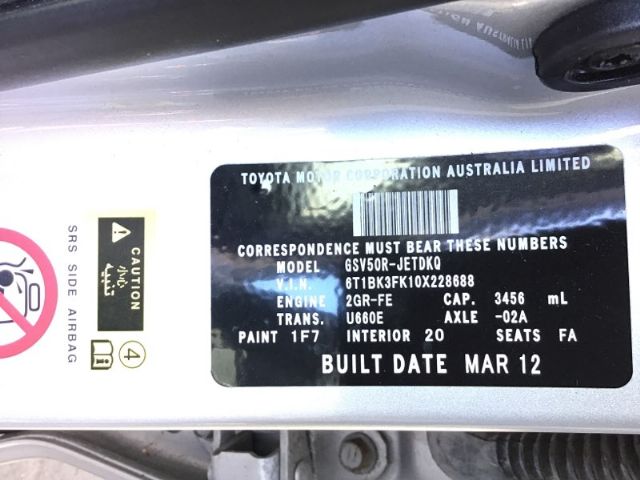 TOYOTA MOTOR CORPORATION AUSTRALIA LIMITED
CORRESPONDENCE MUST BEAR THESE NUMBERS
MODEL GSV50R-JETDKQ
V.I.N. 6T1BK3FK10X228688
ENGINE 2GR-FE CAP. 3456 mL
TRANS. U660E AXLE -02A
PAINT 1F7 INTERIOR 20 SEATS FA
BUILT DATE MAR 12
SRS SIDE AIRBAG
تنبيه
4